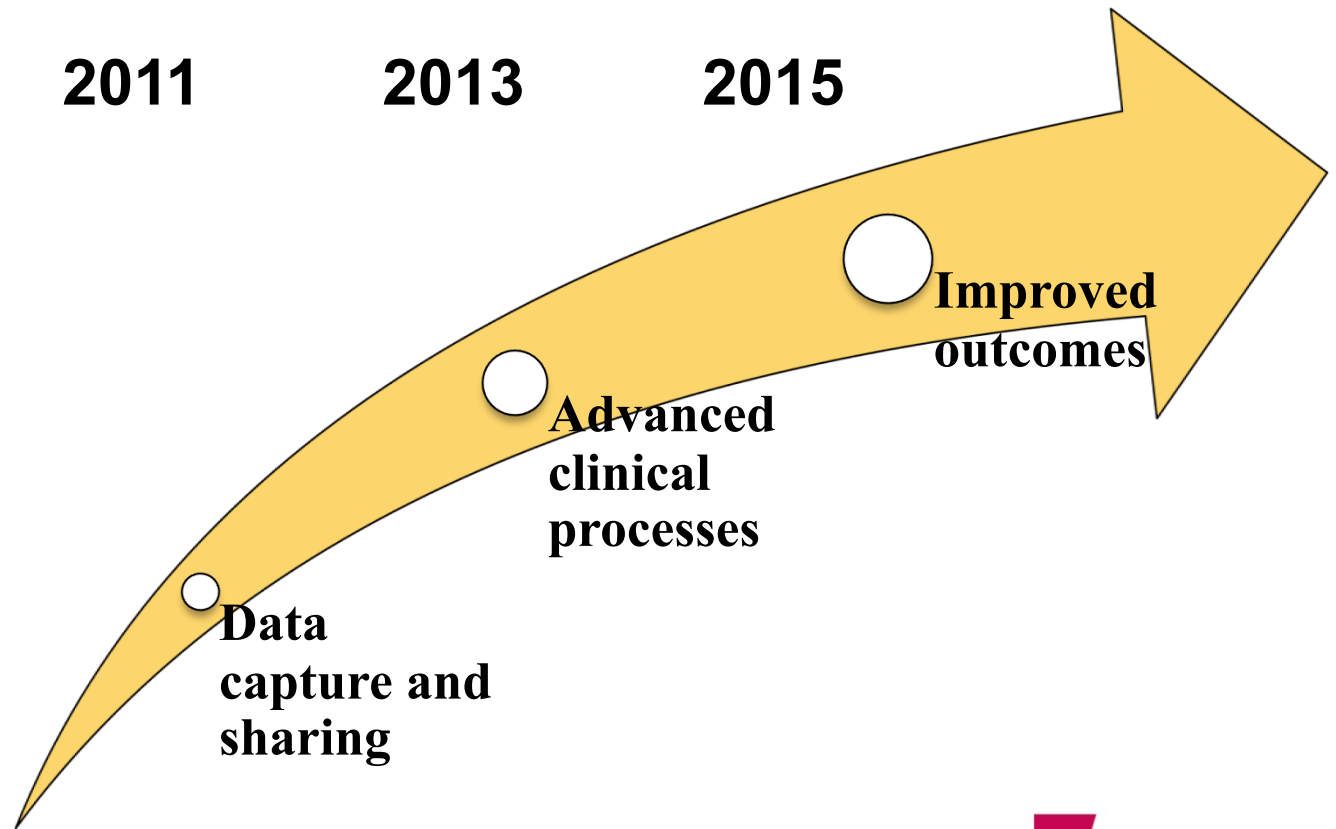 2011 2013 2015
Improved
outcomes
Advanced
clinical
processes
Data
capture and
sharing